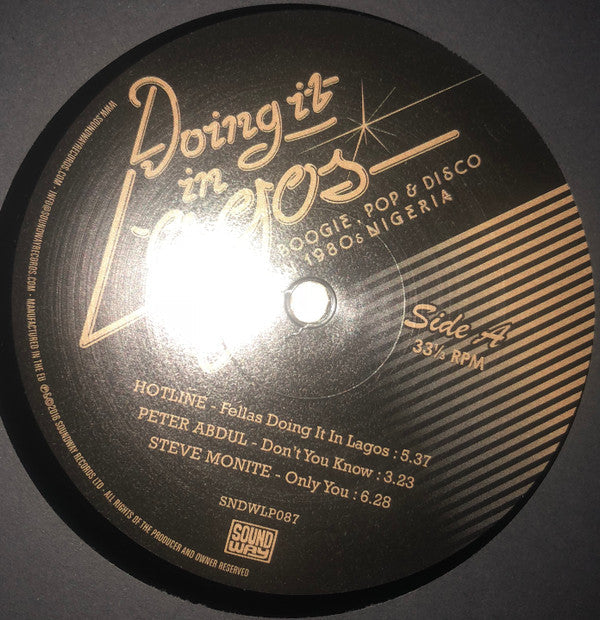 Doing it
in
Lagos
BOOGIE, POP & DISCO
1980s NIGERIA
Side A
33⅓ RPM
HOTLINE - Fellas Doing It In Lagos : 5.37
PETER ABDUL - Don't You Know : 3.23
STEVE MONITE - Only You : 6.28
SNDWLP087
SOUND
WAY
WWW.SOUNDWAYRECORDS.COM - INFO@SOUNDWAYRECORDS.COM - MANUFACTURED IN THE EU ℗&©2016 SOUNDWAY RECORDS LTD - ALL RIGHTS OF THE PRODUCER AND OWNER RESERVED